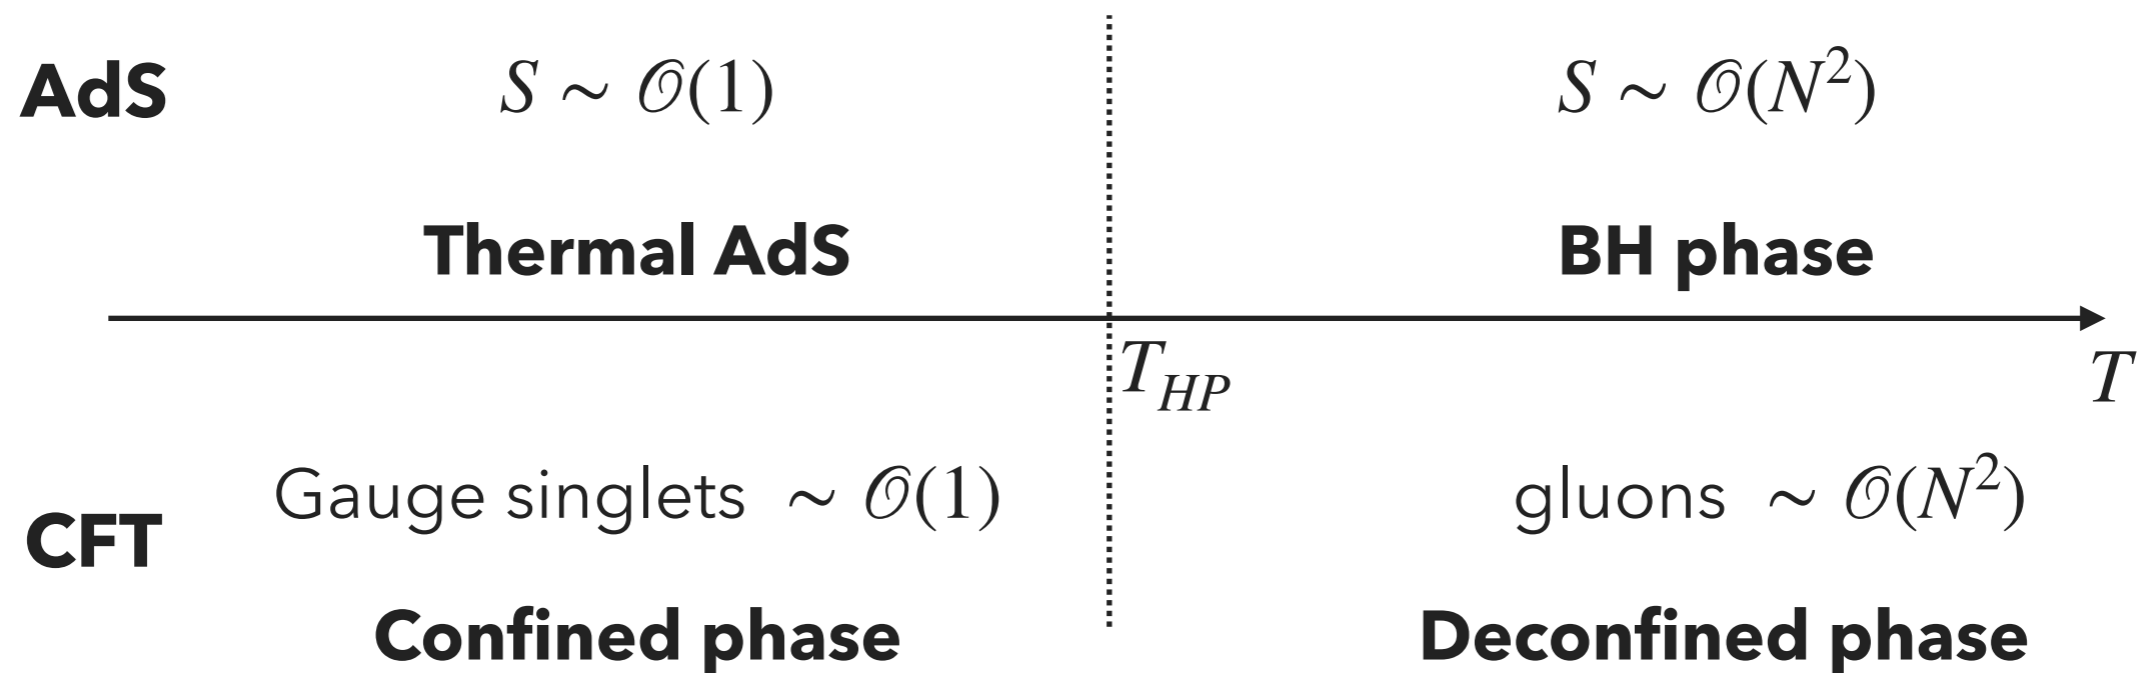 AdS S ~ 𝒪(1) S ~ 𝒪(N²)
Thermal AdS BH phase
T_HP T
CFT Gauge singlets ~ 𝒪(1) gluons ~ 𝒪(N²)
Confined phase Deconfined phase